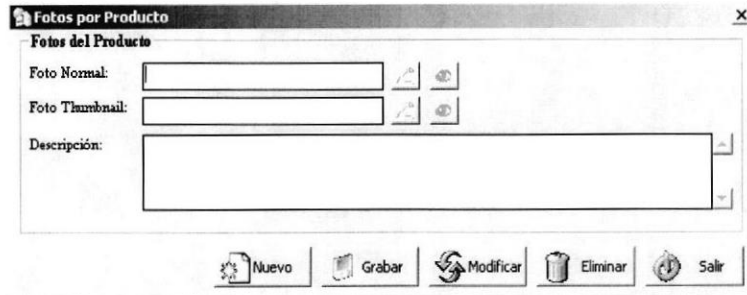 Fotos por Producto
Fotos del Producto
Foto Normal:
Foto Thumbnail:
Descripción:
Nuevo Grabar Modificar Eliminar Salir